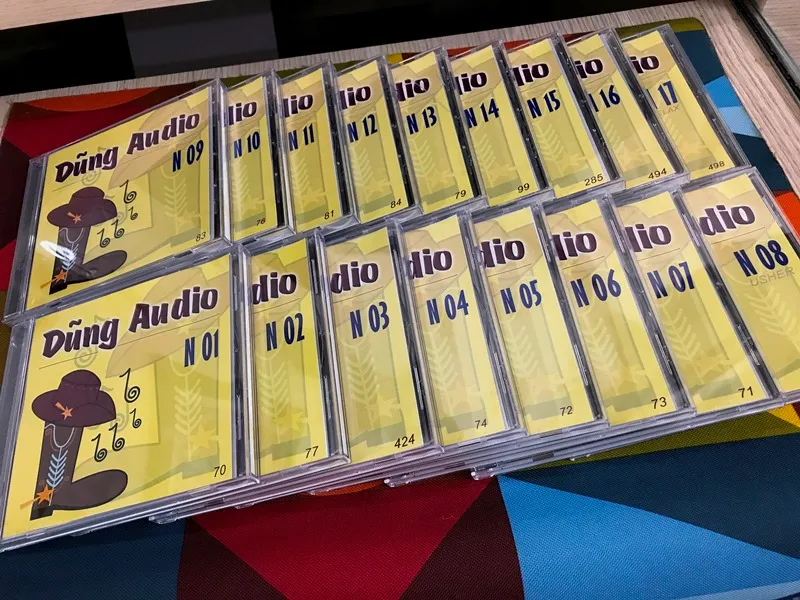 Dũng Audio
N 09
83
dio
N 10
78
dio
N 11
81
dio
N 12
84
dio
N 13
79
dio
N 14
99
dio
N 15
285
dio
N 16
494
dio
17
498
Dũng Audio
N 01
70
dio
N 02
77
dio
N 03
424
dio
N 04
74
dio
N 05
72
dio
N 06
73
dio
N 07
71
dio
N 08
USHER